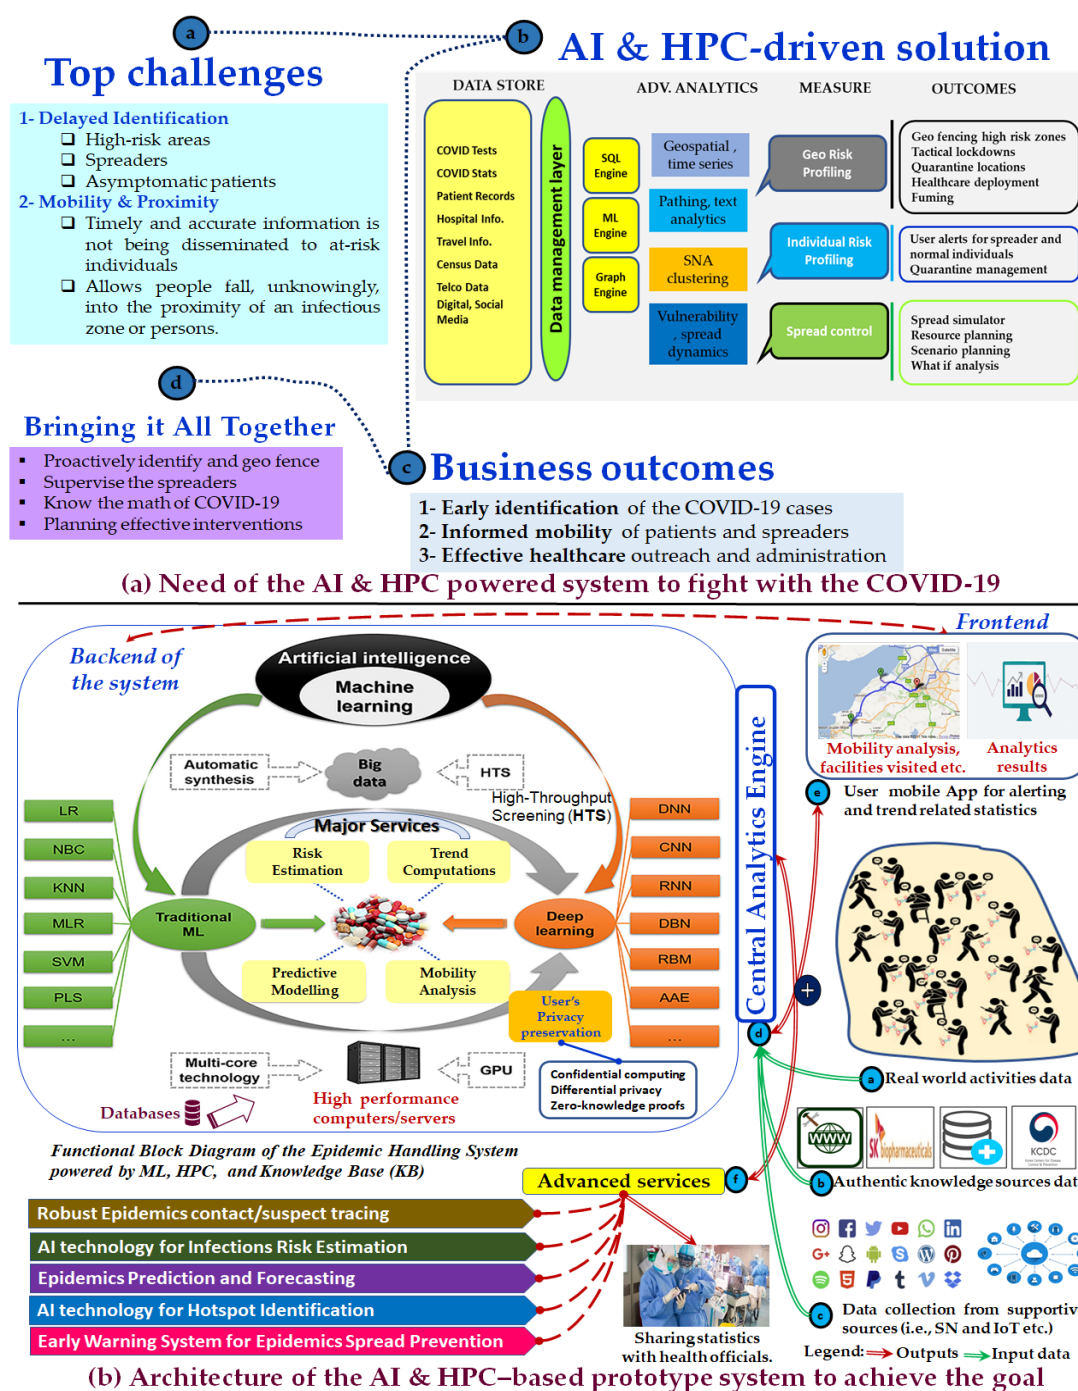 a
b
Top challenges
AI & HPC-driven solution
1- Delayed Identification
❑ High-risk areas
❑ Spreaders
❑ Asymptomatic patients
2- Mobility & Proximity
❑ Timely and accurate information is
not being disseminated to at-risk
individuals
❑ Allows people fall, unknowingly,
into the proximity of an infectious
zone or persons.
DATA STORE
ADV. ANALYTICS
MEASURE
OUTCOMES
COVID Tests
COVID Stats
Patient Records
Hospital Info.
Travel Info.
Census Data
Telco Data
Digital, Social
Media
Data management layer
SQL
Engine
ML
Engine
Graph
Engine
Geospatial ,
time series
Pathing, text
analytics
SNA
clustering
Vulnerability
, spread
dynamics
Geo Risk
Profiling
Individual Risk
Profiling
Spread control
Geo fencing high risk zones
Tactical lockdowns
Quarantine locations
Healthcare deployment
Fuming
User alerts for spreader and
normal individuals
Quarantine management
Spread simulator
Resource planning
Scenario planning
What if analysis
d
Bringing it All Together
▪ Proactively identify and geo fence
▪ Supervise the spreaders
▪ Know the math of COVID-19
▪ Planning effective interventions
c
Business outcomes
1- Early identification of the COVID-19 cases
2- Informed mobility of patients and spreaders
3- Effective healthcare outreach and administration
(a) Need of the AI & HPC powered system to fight with the COVID-19
Backend of
the system
Artificial intelligence
Machine
learning
Automatic
synthesis
Big
data
HTS
High-Throughput
Screening (HTS)
LR
NBC
KNN
MLR
SVM
PLS
...
Traditional
ML
Major Services
Risk
Estimation
Trend
Computations
Predictive
Modelling
Mobility
Analysis
Deep
learning
DNN
CNN
RNN
DBN
RBM
AAE
...
User's
Privacy
preservation
Confidential computing
Differential privacy
Zero-knowledge proofs
Multi-core
technology
GPU
Databases
High performance
computers/servers
Functional Block Diagram of the Epidemic Handling System
powered by ML, HPC, and Knowledge Base (KB)
Central Analytics Engine
d
Frontend
Mobility analysis,
facilities visited etc.
Analytics
results
e
User mobile App for alerting
and trend related statistics
+
a
Real world activities data
WWW
SK
biopharmaceuticals
KCDC
b
Authentic knowledge sources dat
c
Data collection from supportiv
sources (i.e., SN and IoT etc.)
Legend: Outputs Input data
Advanced services
f
Robust Epidemics contact/suspect tracing
AI technology for Infections Risk Estimation
Epidemics Prediction and Forecasting
AI technology for Hotspot Identification
Early Warning System for Epidemics Spread Prevention
Sharing statistics
with health officials.
(b) Architecture of the AI & HPC–based prototype system to achieve the goal